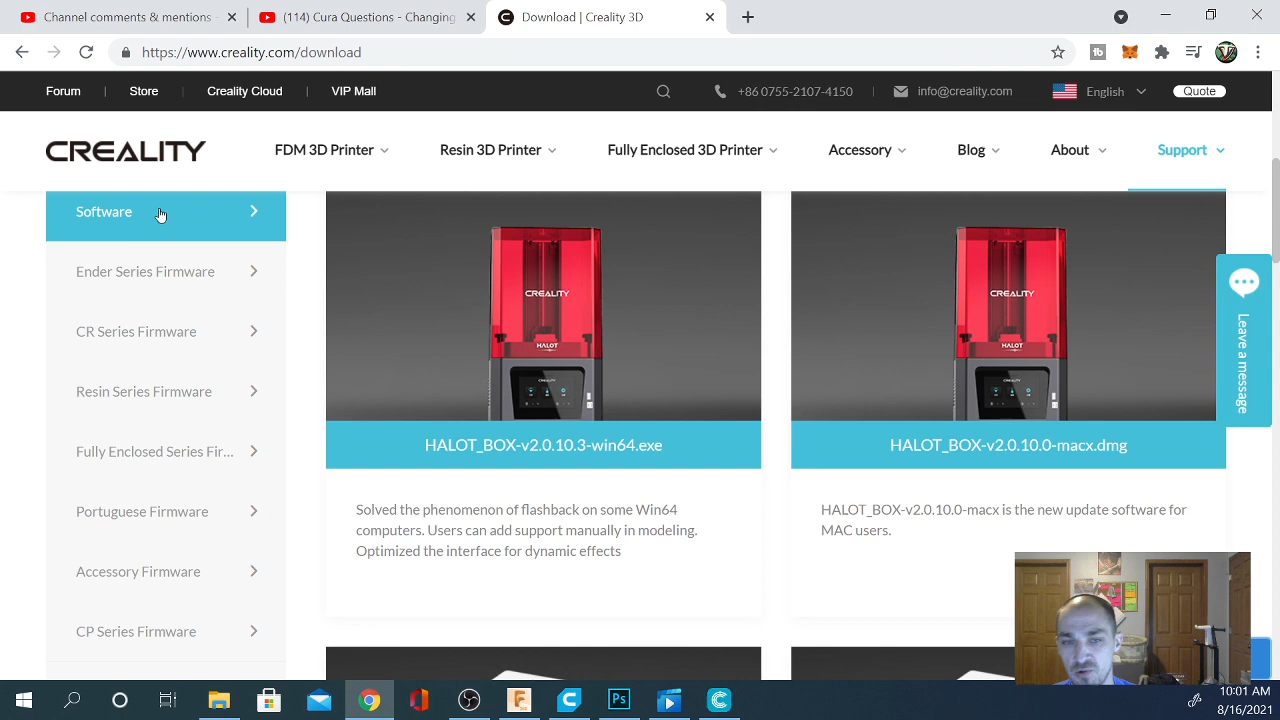 Comments & mentions -
(114) Cura Questions - Changing
Download | Creality 3D
https://www.creality.com/download
Forum
Store
Creality Cloud
VIP Mall
+86 0755-2107-4150
info@creality.com
English
Quote
CREALITY
FDM 3D Printer
Resin 3D Printer
Fully Enclosed 3D Printer
Accessory
Blog
About
Support
Software
Ender Series Firmware
CR Series Firmware
Resin Series Firmware
Fully Enclosed Series Fir...
Portuguese Firmware
Accessory Firmware
CP Series Firmware
CREALITY
HALOT
CREALITY
HALOT
HALOT_BOX-v2.0.10.3-win64.exe
HALOT_BOX-v2.0.10.0-macx.dmg
Solved the phenomenon of flashback on some Win64
computers. Users can add support manually in modeling.
Optimized the interface for dynamic effects
HALOT_BOX-v2.0.10.0-macx is the new update software for
MAC users.
Leave a message
10:01 AM
8/16/2021